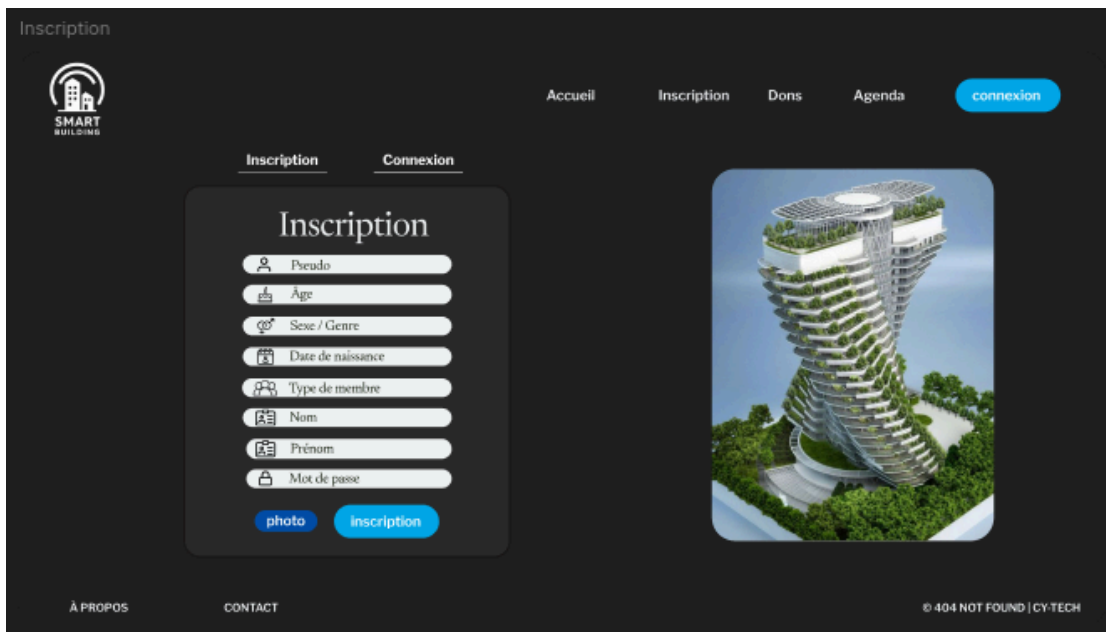 Inscription
SMART
BUILDING
Accueil Inscription Dons Agenda connexion
Inscription Connexion
Inscription
Pseudo
Âge
Sexe / Genre
Date de naissance
Type de membre
Nom
Prénom
Mot de passe
photo inscription
À PROPOS CONTACT © 404 NOT FOUND | CY-TECH